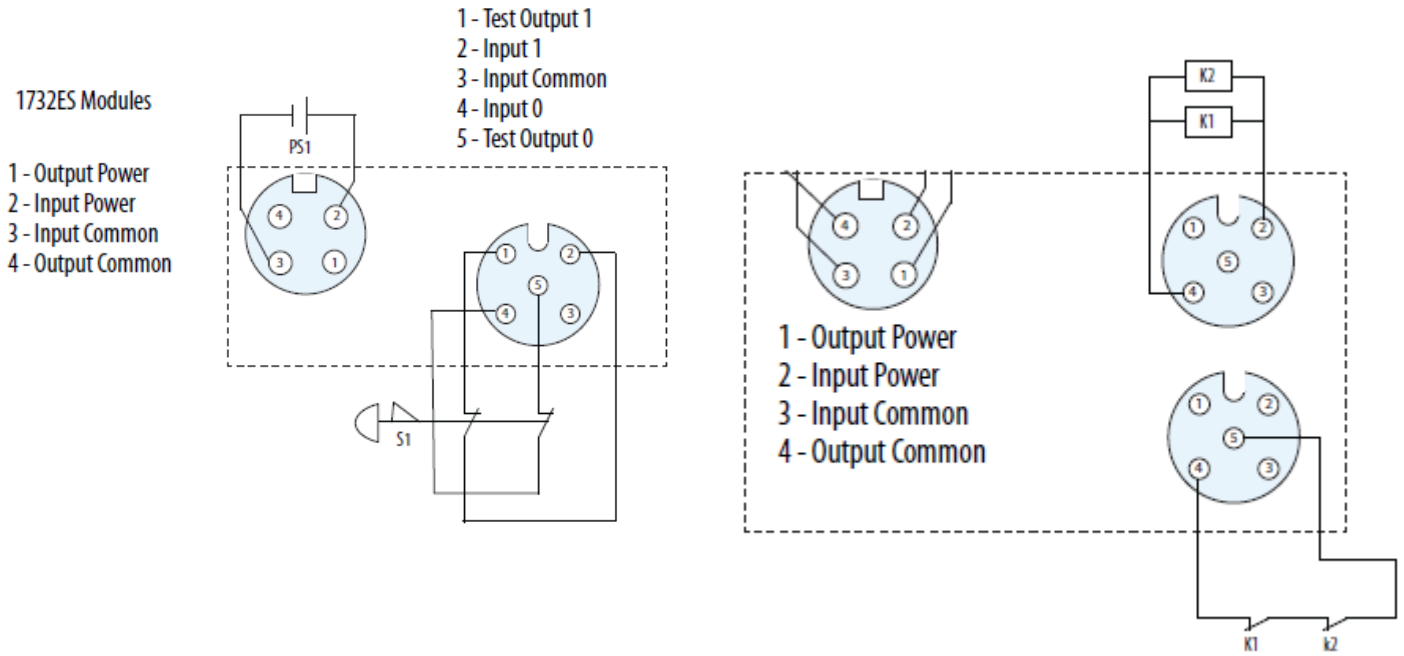 1 - Test Output 1
2 - Input 1
3 - Input Common
4 - Input 0
5 - Test Output 0
1732ES Modules
PS1
1 - Output Power
2 - Input Power
3 - Input Common
4 - Output Common
4
2
3
1
1
2
5
4
3
S1
K2
K1
4
2
3
1
1 - Output Power
2 - Input Power
3 - Input Common
4 - Output Common
1
2
5
4
3
1
2
5
4
3
K1
k2